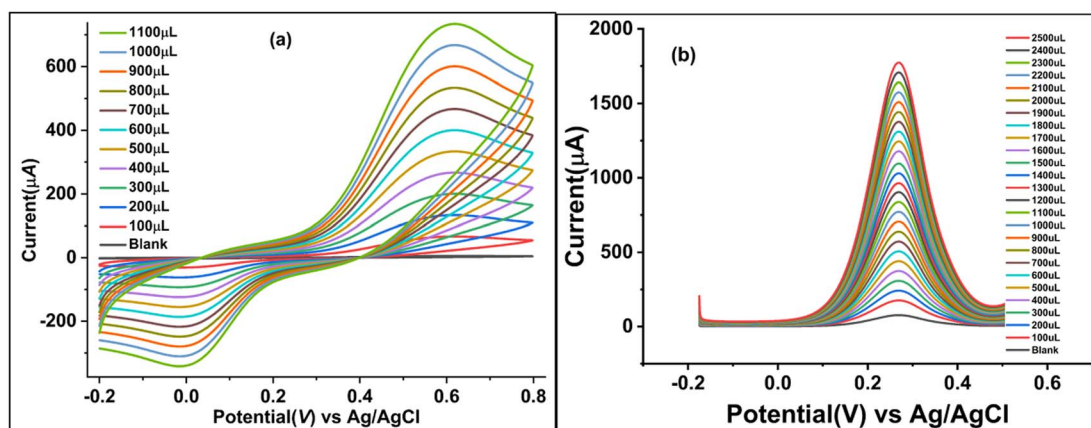 (a)
1100μL
1000μL
900μL
800μL
700μL
600μL
500μL
400μL
300μL
200μL
100μL
Blank
600
400
200
0
-200
Current(μA)
-0.2 0.0 0.2 0.4 0.6 0.8
Potential(V) vs Ag/AgCl
(b)
2000
1500
1000
500
0
Current(μA)
-0.2 0.0 0.2 0.4 0.6
Potential(V) vs Ag/AgCl
2500uL
2400uL
2300uL
2200uL
2100uL
2000uL
1900uL
1800uL
1700uL
1600uL
1500uL
1400uL
1300uL
1200uL
1100uL
1000uL
900uL
800uL
700uL
600uL
500uL
400uL
300uL
200uL
100uL
Blank